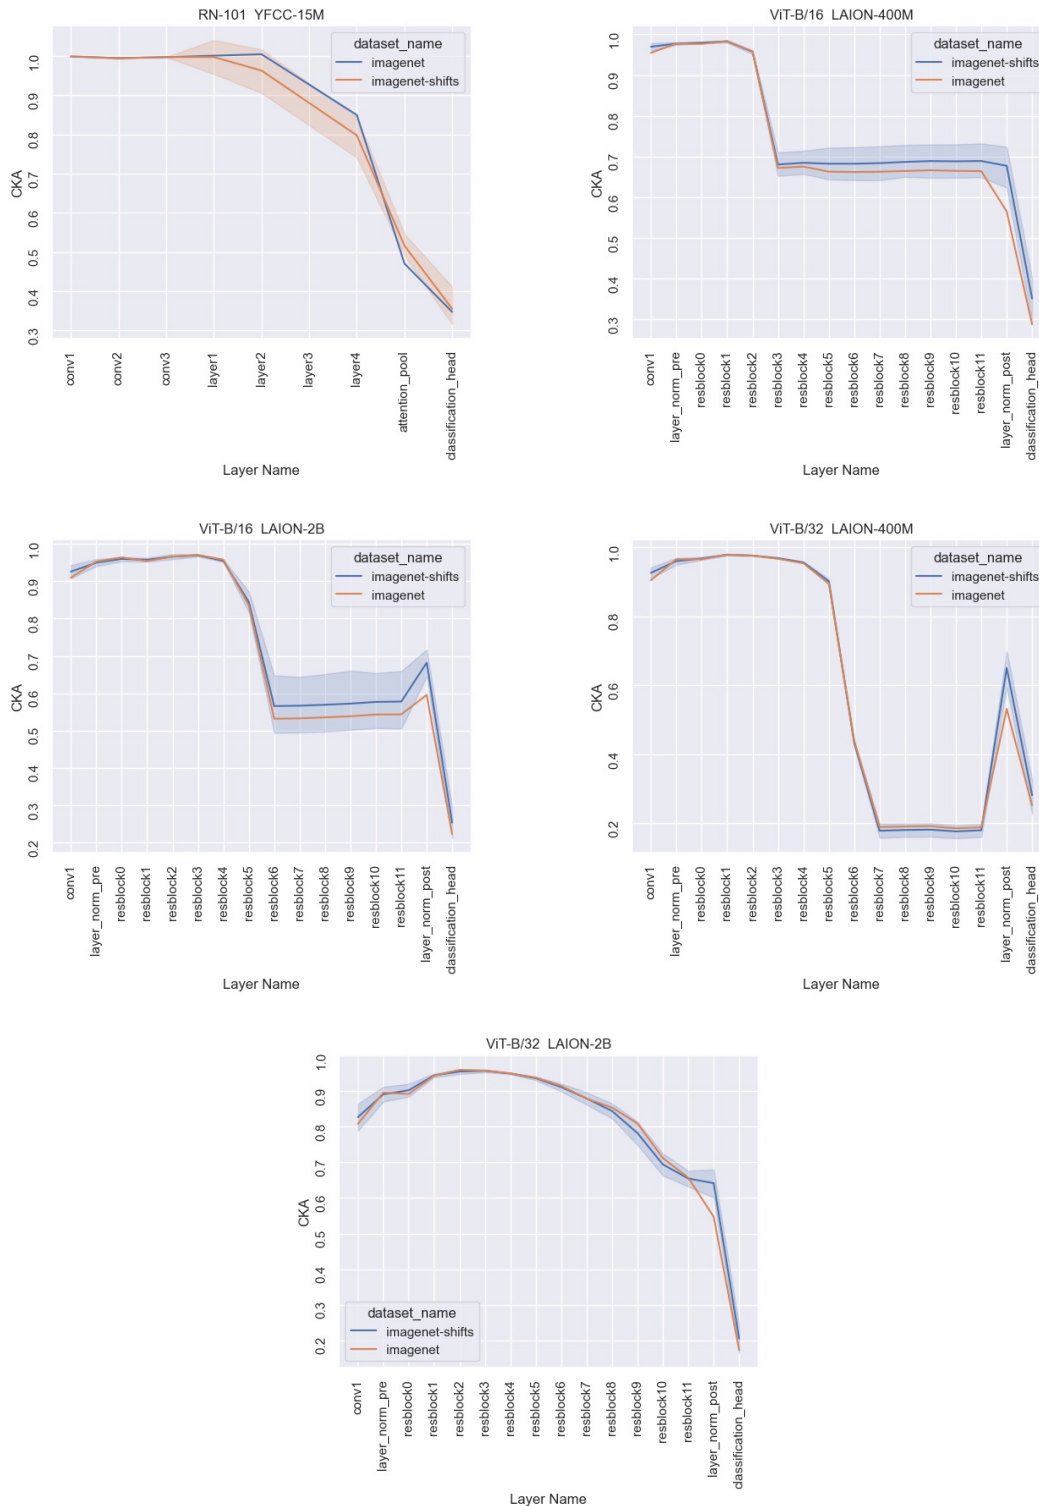 RN-101 YFCC-15M
dataset_name
imagenet
imagenet-shifts
CKA
1.0
0.9
0.8
0.7
0.6
0.5
0.4
0.3
conv1
conv2
conv3
layer1
layer2
layer3
layer4
attention_pool
classification_head
Layer Name
ViT-B/16 LAION-400M
dataset_name
imagenet-shifts
imagenet
CKA
1.0
0.9
0.8
0.7
0.6
0.5
0.4
0.3
conv1
layer_norm_pre
resblock0
resblock1
resblock2
resblock3
resblock4
resblock5
resblock6
resblock7
resblock8
resblock9
resblock10
resblock11
layer_norm_post
classification_head
Layer Name
ViT-B/16 LAION-2B
dataset_name
imagenet-shifts
imagenet
CKA
1.0
0.9
0.8
0.7
0.6
0.5
0.3
0.2
conv1
layer_norm_pre
resblock0
resblock1
resblock2
resblock3
resblock4
resblock5
resblock6
resblock7
resblock8
resblock9
resblock10
resblock11
layer_norm_post
classification_head
Layer Name
ViT-B/32 LAION-400M
dataset_name
imagenet-shifts
imagenet
CKA
1.0
0.8
0.6
0.4
0.2
conv1
layer_norm_pre
resblock0
resblock1
resblock2
resblock3
resblock4
resblock5
resblock6
resblock7
resblock8
resblock9
resblock10
resblock11
layer_norm_post
classification_head
Layer Name
ViT-B/32 LAION-2B
CKA
1.0
0.9
0.8
0.7
0.6
0.5
0.4
0.3
0.2
dataset_name
imagenet-shifts
imagenet
conv1
layer_norm_pre
resblock0
resblock1
resblock2
resblock3
resblock4
resblock5
resblock6
resblock7
resblock8
resblock9
resblock10
resblock11
layer_norm_post
classification_head
Layer Name